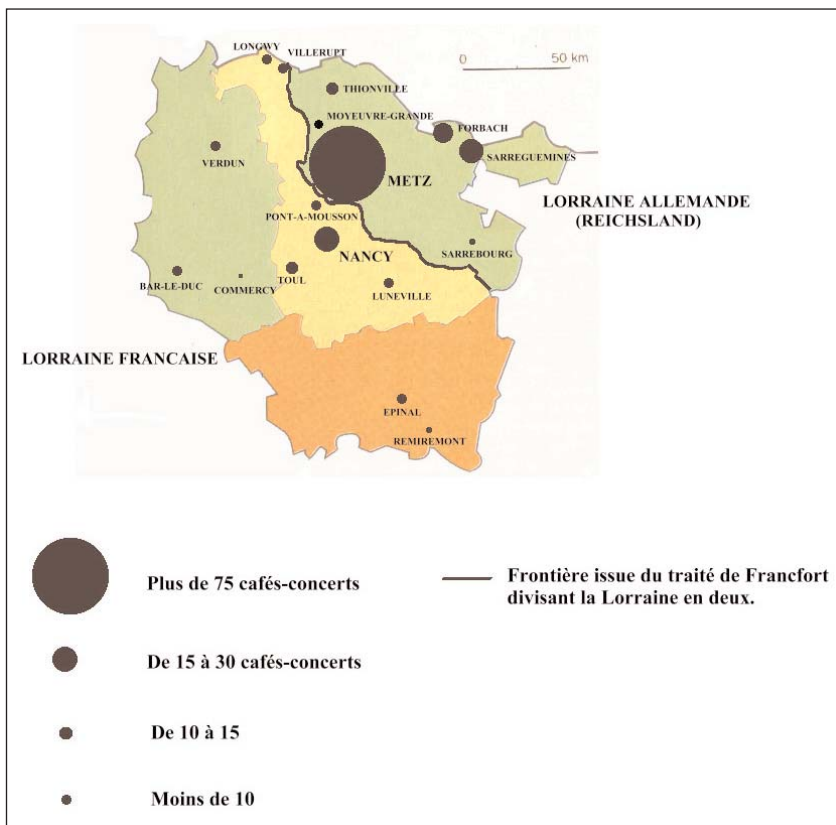 LONGWY
VILLERUPT
0 50 km
THIONVILLE
MOYEUVRE-GRANDE
FORBACH
VERDUN
SARREGUEMINES
METZ
LORRAINE ALLEMANDE
(REICHSLAND)
PONT-A-MOUSSON
NANCY
SARREBOURG
BAR-LE-DUC
COMMERCY
TOUL
LUNEVILLE
LORRAINE FRANCAISE
EPINAL
REMIREMONT
Plus de 75 cafés-concerts
Frontière issue du traité de Francfort
divisant la Lorraine en deux.
De 15 à 30 cafés-concerts
De 10 à 15
Moins de 10